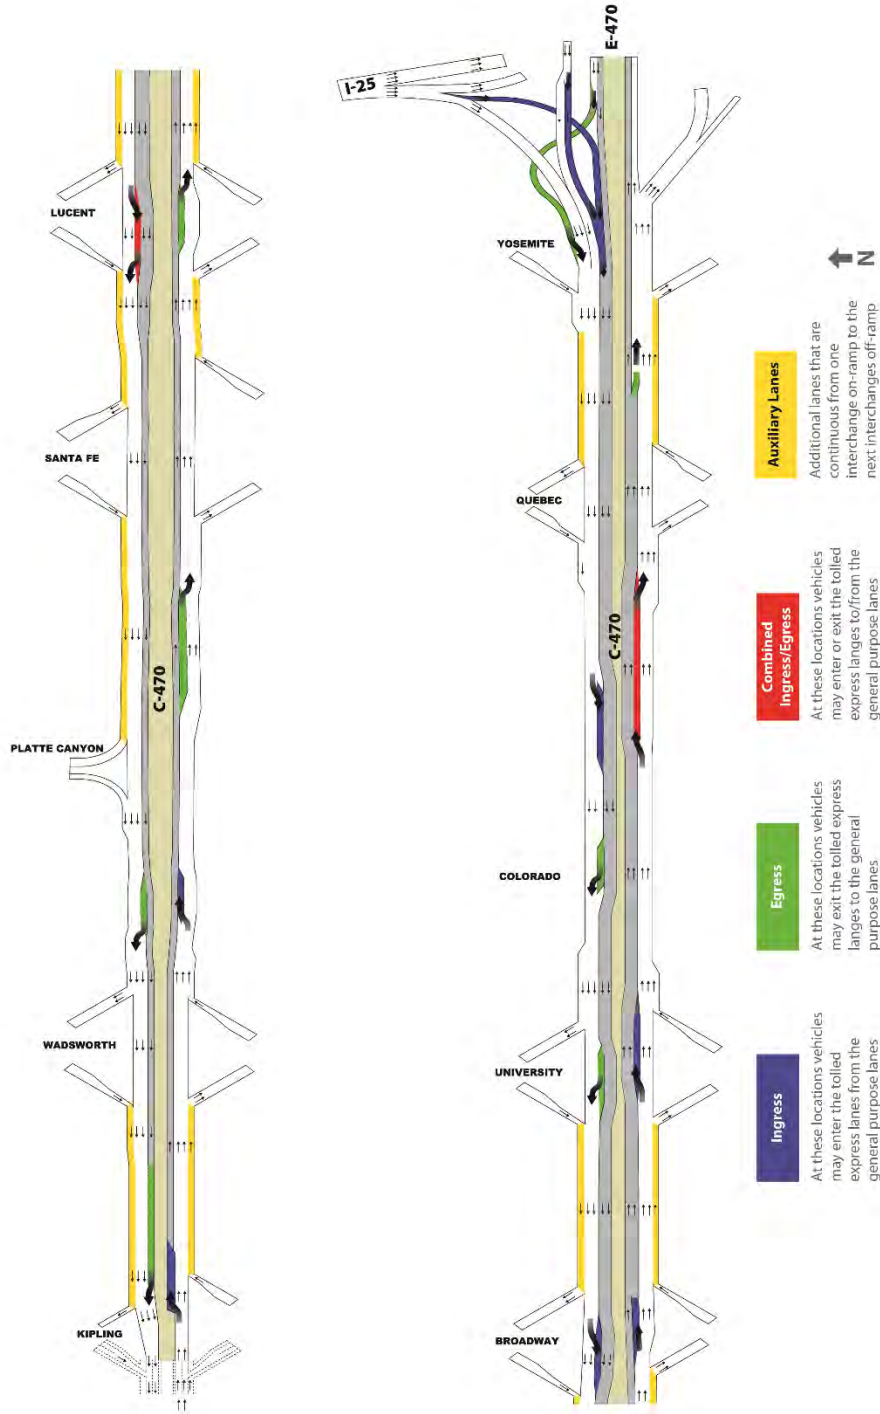 LUCENT
SANTA FE
PLATTE CANYON
C-470
WADSWORTH
KIPLING
I-25
E-470
YOSEMITE
QUEBEC
C-470
COLORADO
UNIVERSITY
BROADWAY
N
Ingress
At these locations vehicles
may enter the tolled
express lanes from the
general purpose lanes
Egress
At these locations vehicles
may exit the tolled express
langes to the general
purpose lanes
Combined
Ingress/Egress
At these locations vehicles
may enter or exit the tolled
express langes to/from the
general purpose lanes
Auxiliary Lanes
Additional lanes that are
continuous from one
interchange on-ramp to the
next interchanges off-ramp